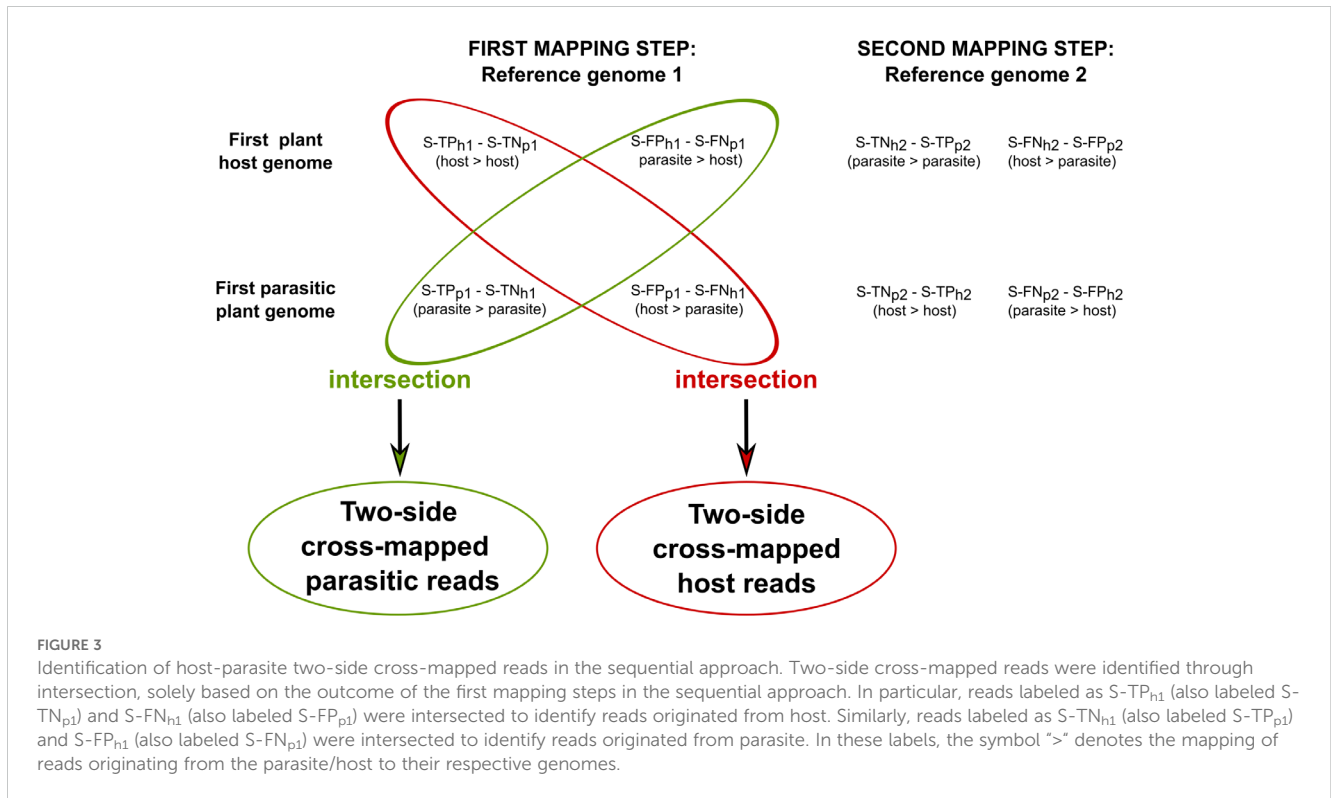 FIRST MAPPING STEP:
Reference genome 1
SECOND MAPPING STEP:
Reference genome 2
First plant
host genome
S-TPh1 - S-TNp1
(host > host)
S-FPh1 - S-FNp1
parasite > host)
S-TNh2 - S-TPp2
(parasite > parasite)
S-FNh2 - S-FPp2
(host > parasite)
First parasitic
plant genome
S-TPp1 - S-TNh1
(parasite > parasite)
S-FPp1 - S-FNh1
(host > parasite)
S-TNp2 - S-TPh2
(host > host)
S-FNp2 - S-FPh2
(parasite > host)
intersection
intersection
Two-side
cross-mapped
parasitic reads
Two-side
cross-mapped
host reads
FIGURE 3
Identification of host-parasite two-side cross-mapped reads in the sequential approach. Two-side cross-mapped reads were identified through
intersection, solely based on the outcome of the first mapping steps in the sequential approach. In particular, reads labeled as S-TPh1 (also labeled S-
TNp1) and S-FNh1 (also labeled S-FPp1) were intersected to identify reads originated from host. Similarly, reads labeled as S-TNh1 (also labeled S-TPp1)
and S-FPh1 (also labeled S-FNp1) were intersected to identify reads originated from parasite. In these labels, the symbol “>“ denotes the mapping of
reads originating from the parasite/host to their respective genomes.